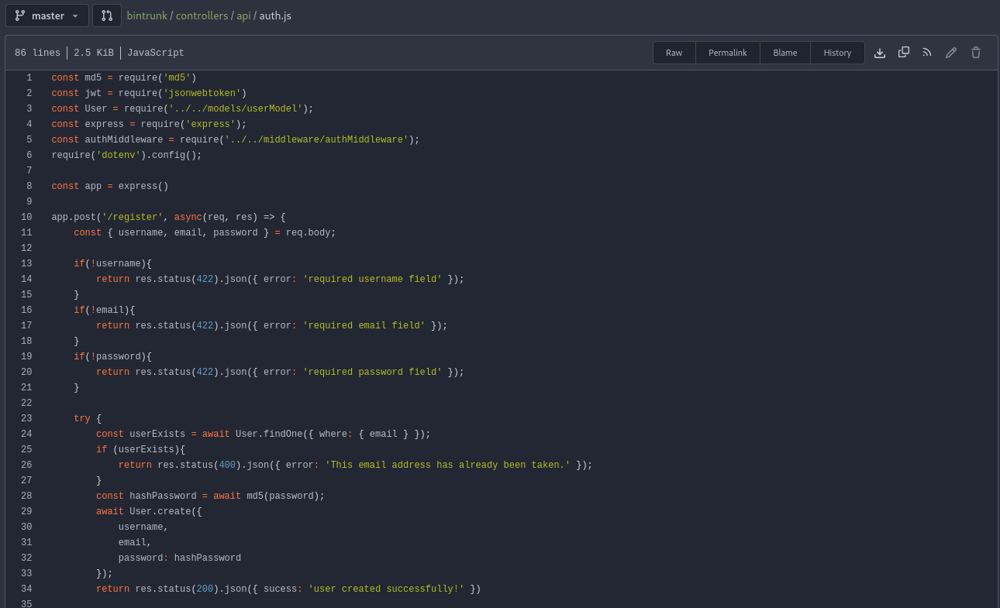 master bintrunk / controllers / api / auth.js
86 lines | 2.5 KiB | JavaScript Raw Permalink Blame History
1 const md5 = require('md5')
2 const jwt = require('jsonwebtoken')
3 const User = require('../../models/userModel');
4 const express = require('express');
5 const authMiddleware = require('../../middleware/authMiddleware');
6 require('dotenv').config();
7
8 const app = express()
9
10 app.post('/register', async(req, res) => {
11     const { username, email, password } = req.body;
12
13     if(!username){
14         return res.status(422).json({ error: 'required username field' });
15     }
16     if(!email){
17         return res.status(422).json({ error: 'required email field' });
18     }
19     if(!password){
20         return res.status(422).json({ error: 'required password field' });
21     }
22
23     try {
24         const userExists = await User.findOne({ where: { email } });
25         if (userExists){
26             return res.status(400).json({ error: 'This email address has already been taken.' });
27         }
28         const hashPassword = await md5(password);
29         await User.create({
30             username,
31             email,
32             password: hashPassword
33         });
34         return res.status(200).json({ sucess: 'user created successfully!' })
35